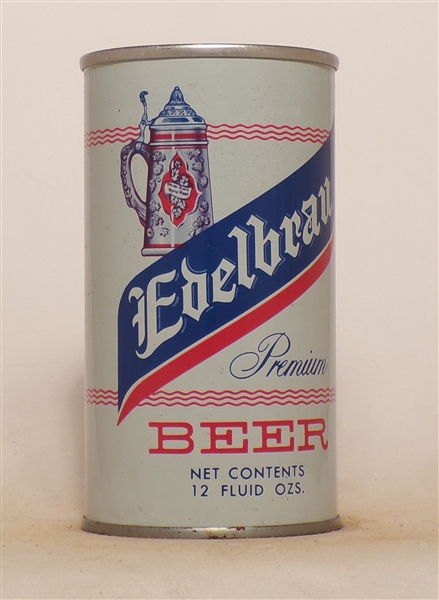 Edelbrau
Premium
BEER
NET CONTENTS
12 FLUID OZS.